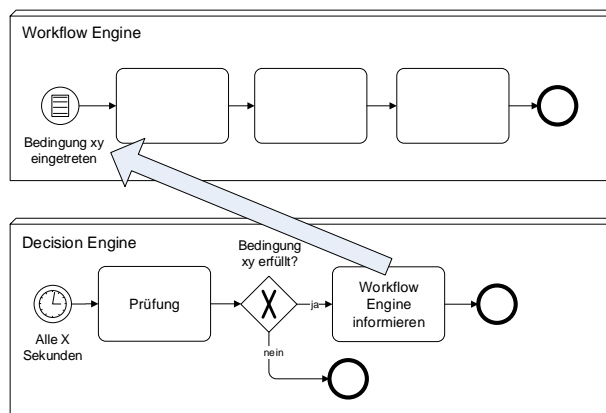 Workflow Engine
Bedingung xy
eingetreten
Decision Engine
Bedingung
xy erfüllt?
Prüfung
ja
Workflow
Engine
informieren
Alle X
Sekunden
nein